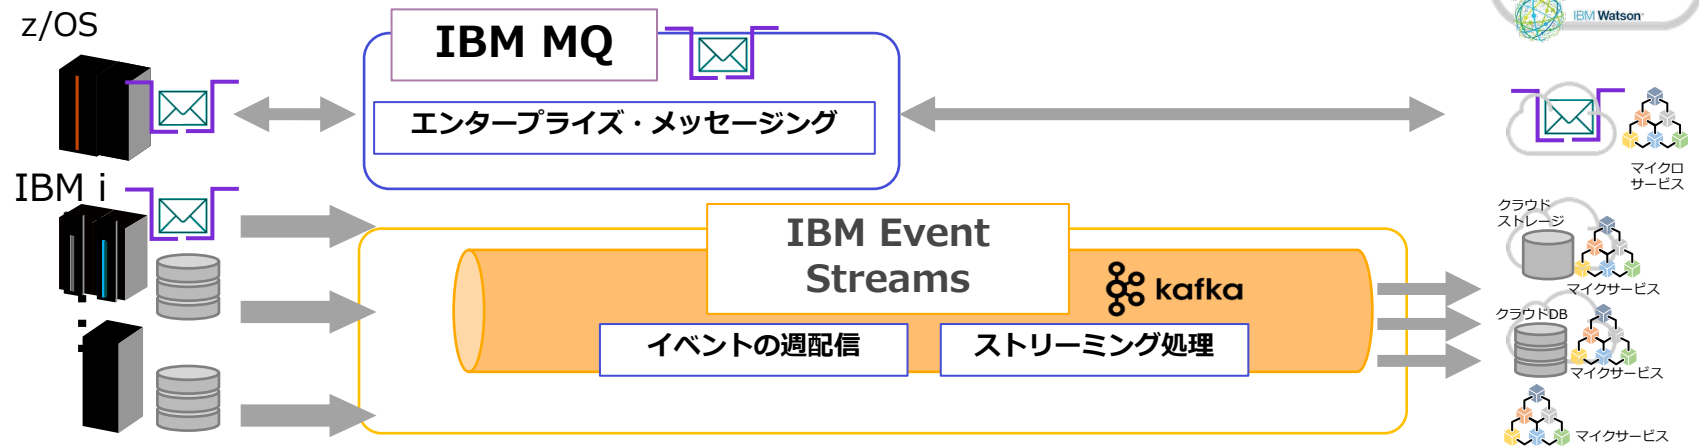 z/OS
IBM MQ
IBM Watson
エンタープライズ・メッセージング
マイクロ
サービス
IBM i
クラウド
ストレージ
IBM Event
Streams
kafka
マイクサービス
クラウドDB
イベントの週配信
ストリーミング処理
マイクサービス
マイクサービス